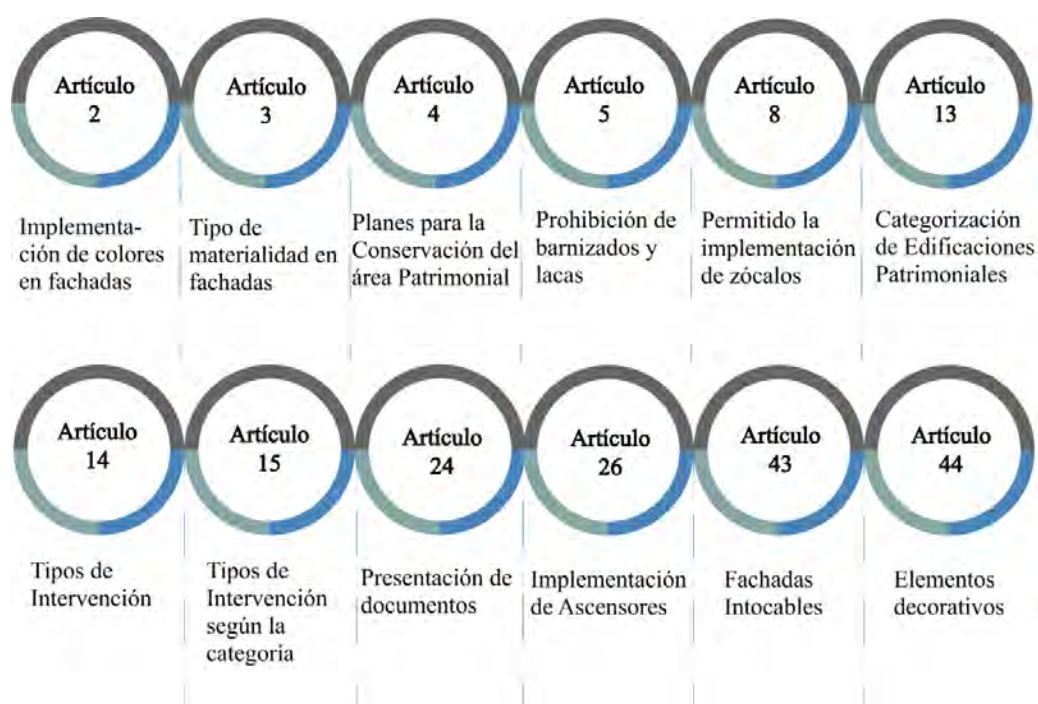 Artículo
2
Artículo
3
Artículo
4
Artículo
5
Artículo
8
Artículo
13
Implementa-
ción de colores
en fachadas
Tipo de
materialidad en
fachadas
Planes para la
Conservación del
área Patrimonial
Prohibición de
barnizados y
lacas
Permitido la
implementación
de zócalos
Categorización
de Edificaciones
Patrimoniales
Artículo
14
Artículo
15
Artículo
24
Artículo
26
Artículo
43
Artículo
44
Tipos de
Intervención
Tipos de
Intervención
según la
categoría
Presentación de
documentos
Implementación
de Ascensores
Fachadas
Intocables
Elementos
decorativos